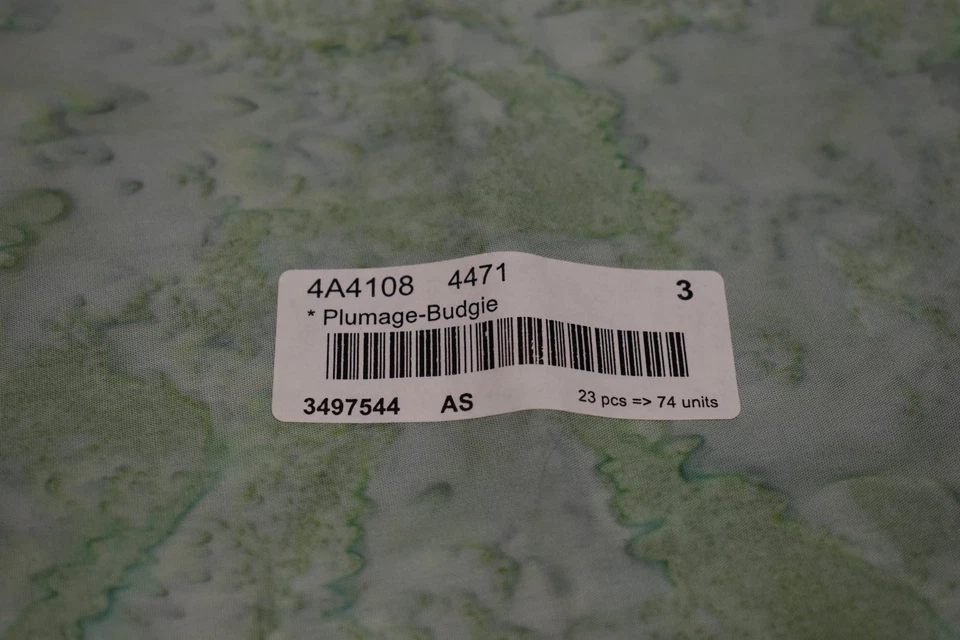 4A4108 4471 3
* Plumage-Budgie
3497544 AS 23 pcs => 74 units